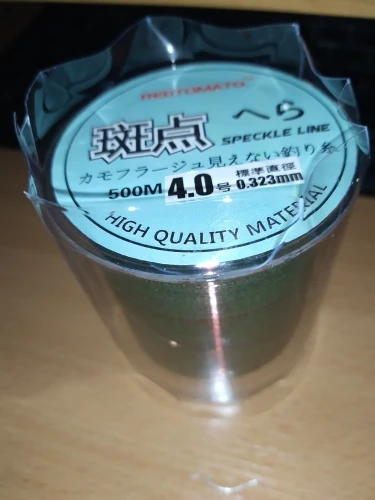 REDTOMATO
へら
斑点
SPECKLE LINE
カモフラージュ見えない釣り糸
標準直徑
500M 4.0号 0.323mm
HIGH QUALITY MATERIAL